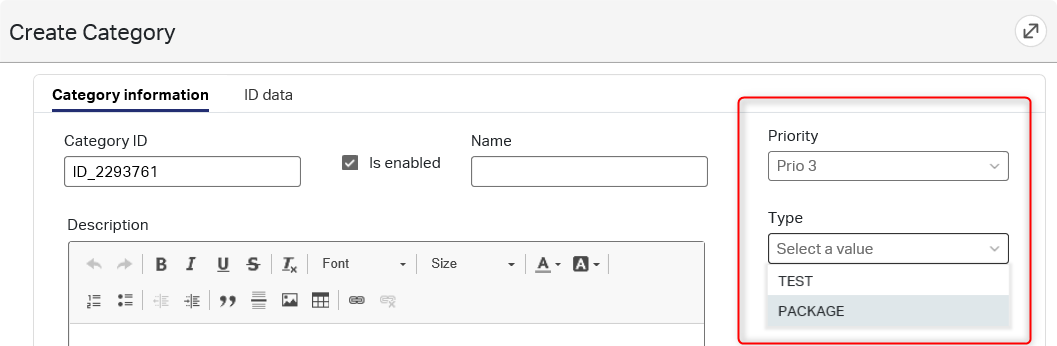 Create Category
Category information
ID data
Category ID
ID_2293761
Is enabled
Name
Priority
Prio 3
Type
Select a value
TEST
PACKAGE
Description
B I U S Tx Font Size A A